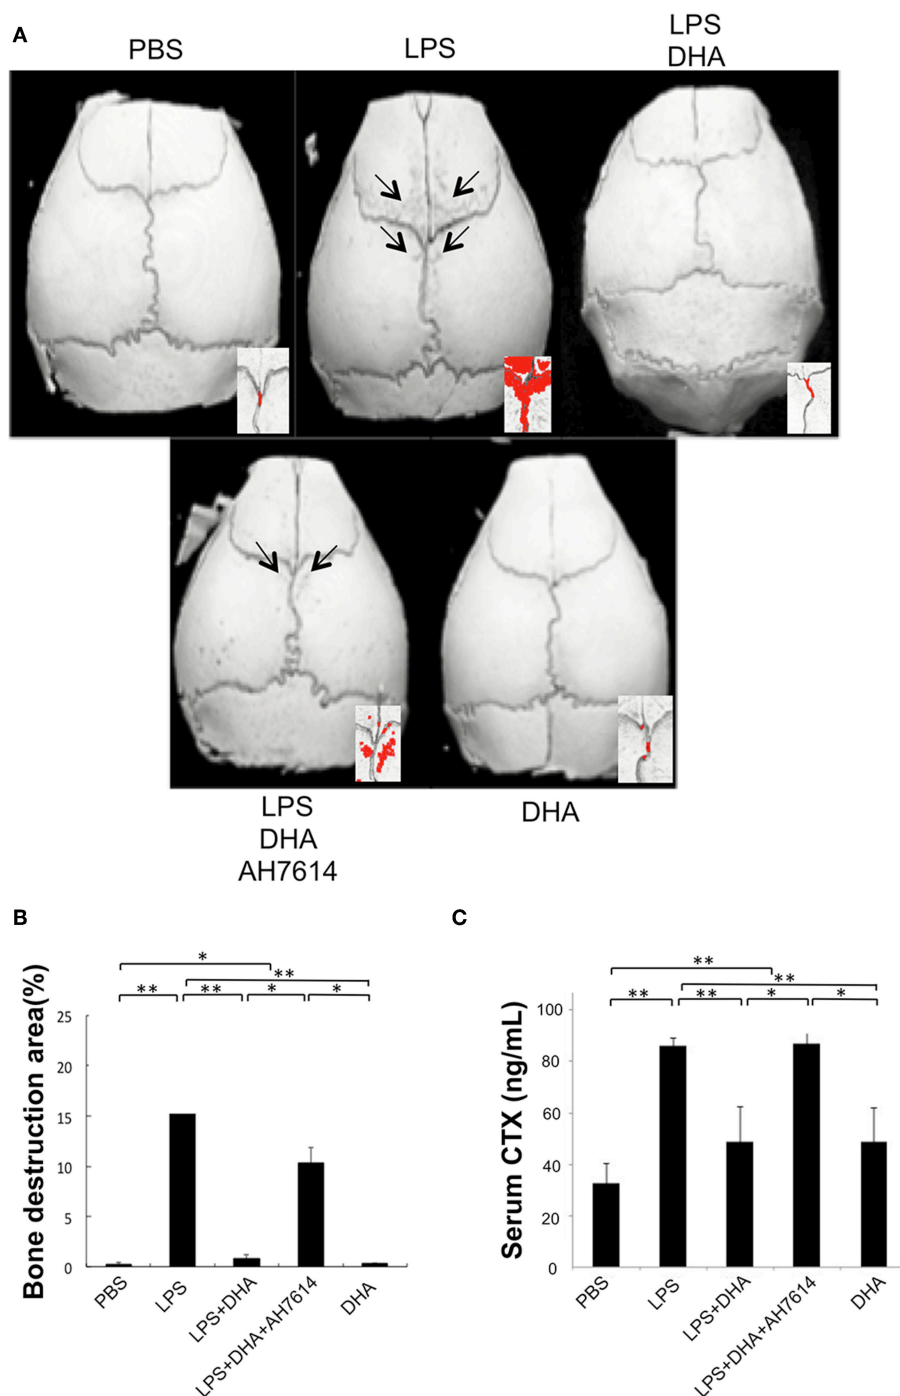 A
PBS
LPS
LPS
DHA
LPS
DHA
AH7614
DHA
B
Bone destruction area(%)
*
**
** ** * *
25
20
15
10
5
0
PBS
LPS
LPS+DHA
LPS+DHA+AH7614
DHA
C
Serum CTX (ng/mL)
**
**
** ** * *
100
80
60
40
20
0
PBS
LPS
LPS+DHA
LPS+DHA+AH7614
DHA